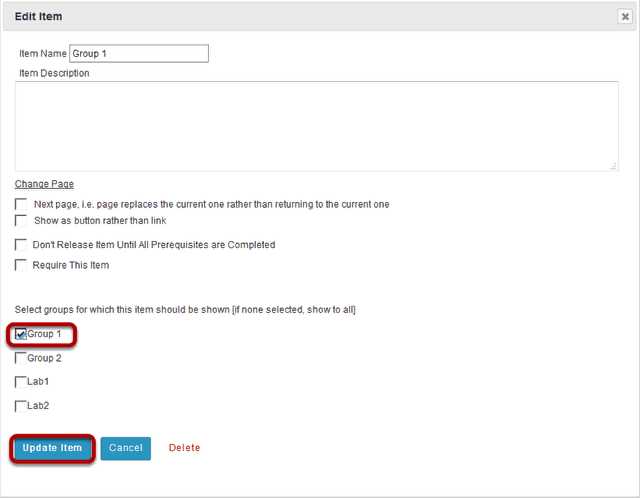 Edit Item
Item Name Group 1
Item Description
Change Page
Next page, i.e. page replaces the current one rather than returning to the current one
Show as button rather than link
Don't Release Item Until All Prerequisites are Completed
Require This Item
Select groups for which this item should be shown [if none selected, show to all]
Group 1
Group 2
Lab1
Lab2
Update Item Cancel Delete